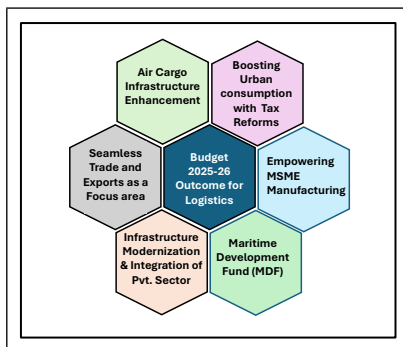 Air Cargo
Infrastructure
Enhancement
Boosting
Urban
consumption
with Tax
Reforms
Seamless
Trade and
Exports as a
Focus area
Budget
2025-26
Outcome for
Logistics
Empowering
MSME
Manufacturing
Infrastructure
Modernization
& Integration of
Pvt. Sector
Maritime
Development
Fund (MDF)